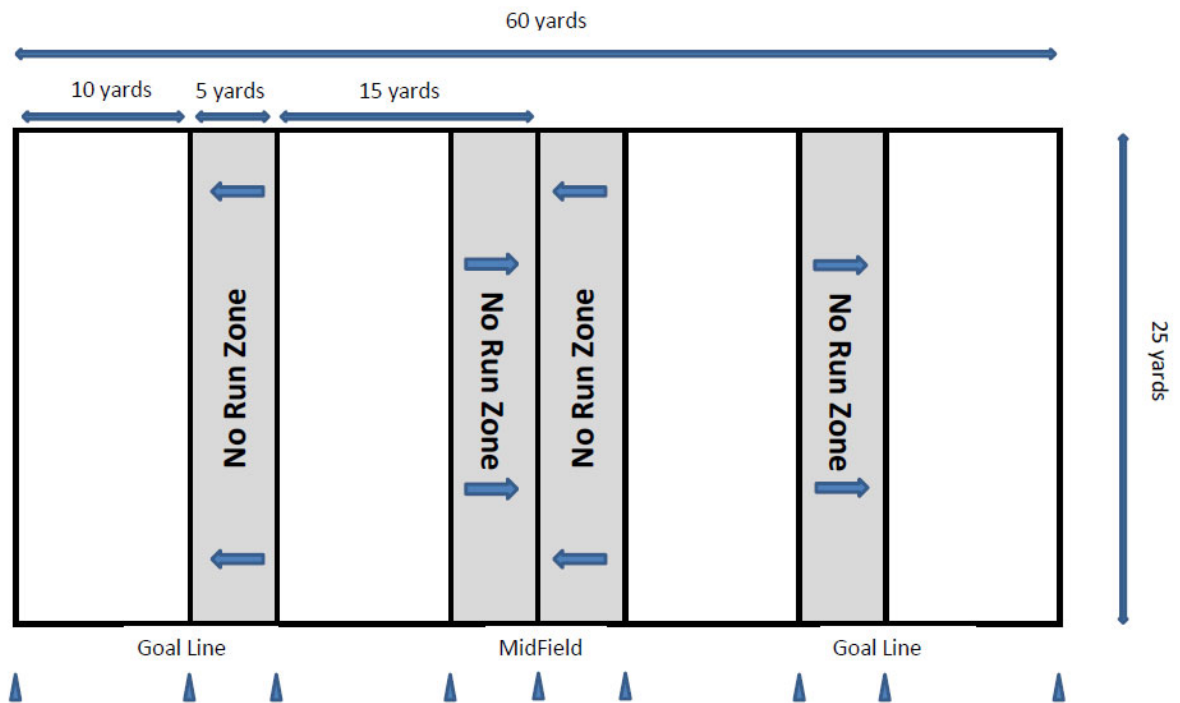 60 yards
10 yards
5 yards
15 yards
No Run Zone
No Run Zone
No Run Zone
No Run Zone
25 yards
Goal Line
MidField
Goal Line